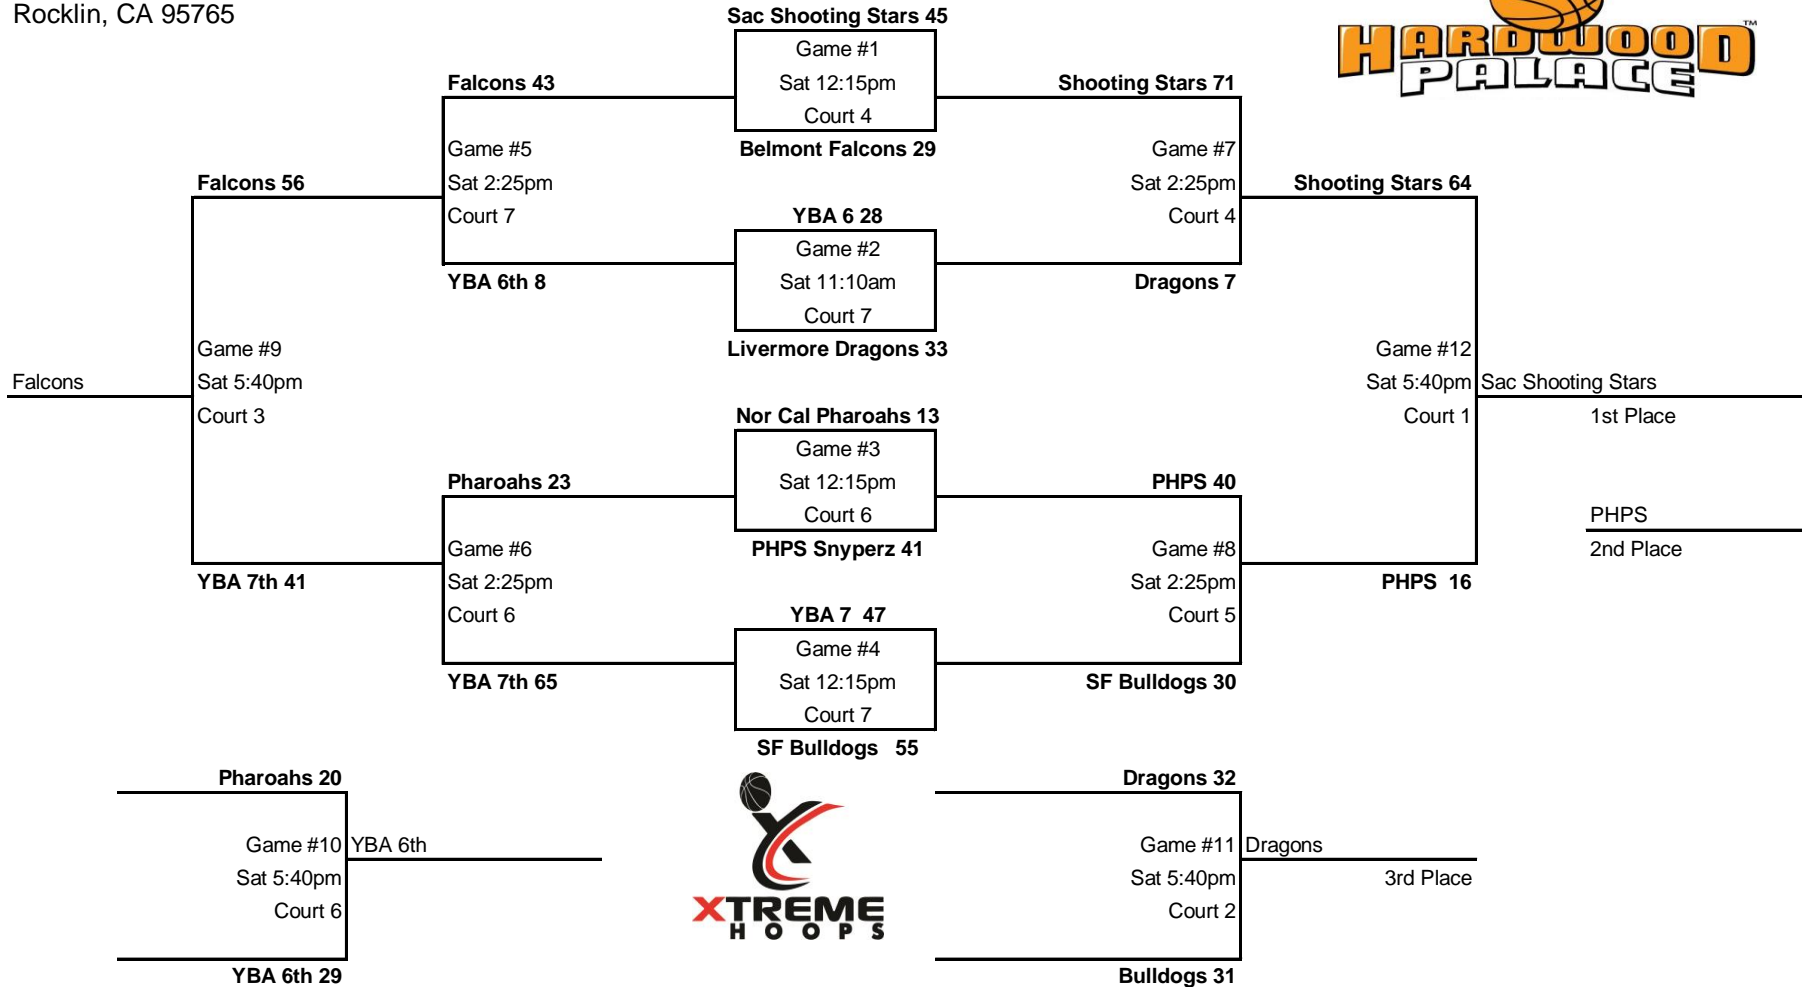 Rocklin, CA 95765
HARDWOOD
PALACE™
Sac Shooting Stars 45
Game #1
Sat 12:15pm
Court 4
Belmont Falcons 29
Falcons 43
Game #5
Sat 2:25pm
Court 7
YBA 6th 8
Shooting Stars 71
Game #7
Sat 2:25pm
Court 4
Dragons 7
YBA 6 28
Game #2
Sat 11:10am
Court 7
Livermore Dragons 33
Falcons 56
Game #9
Sat 5:40pm
Court 3
YBA 7th 41
Falcons
Shooting Stars 64
Game #12
Sat 5:40pm
Court 1
PHPS 16
Sac Shooting Stars
1st Place
PHPS
2nd Place
Nor Cal Pharoahs 13
Game #3
Sat 12:15pm
Court 6
PHPS Snyperz 41
Pharoahs 23
Game #6
Sat 2:25pm
Court 6
YBA 7th 65
PHPS 40
Game #8
Sat 2:25pm
Court 5
SF Bulldogs 30
YBA 7 47
Game #4
Sat 12:15pm
Court 7
SF Bulldogs 55
Pharoahs 20
Game #10
Sat 5:40pm
Court 6
YBA 6th 29
YBA 6th
XTREME
HOOPS
Dragons 32
Game #11
Sat 5:40pm
Court 2
Bulldogs 31
Dragons
3rd Place